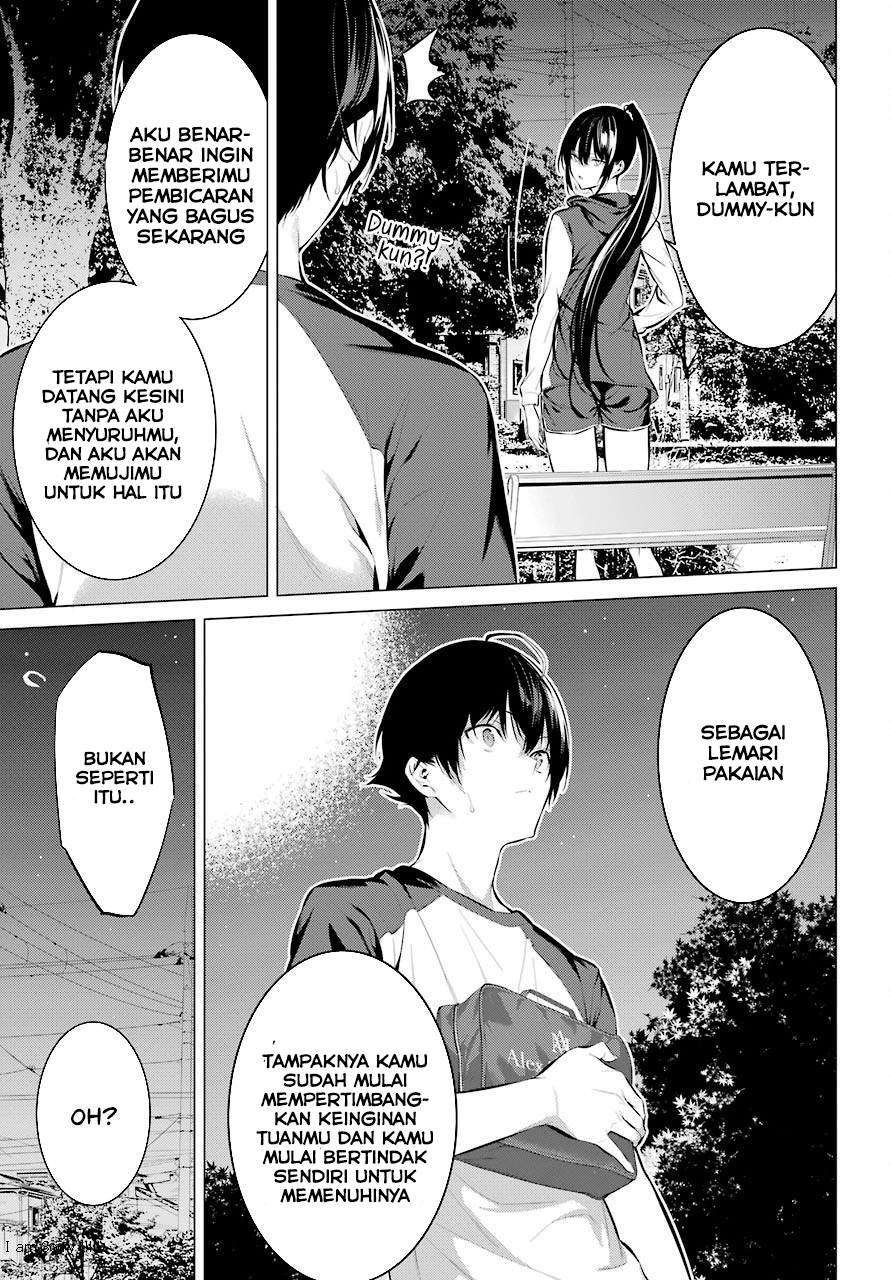 KAMU TER-
LAMBAT,
DUMMY-KUN
Dummy-
kun?!
AKU BENAR-
BENAR INGIN
MEMBERIMU
PEMBICARAN
YANG BAGUS
SEKARANG
TETAPI KAMU
DATANG KESINI
TANPA AKU
MENYURUHMU,
DAN AKU AKAN
MEMUJIMU
UNTUK HAL ITU
SEBAGAI
LEMARI
PAKAIAN
Alex
TAMPAKNYA KAMU
SUDAH MULAI
MEMPERTIMBANG-
KAN KEINGINAN
TUANMU DAN KAMU
MULAI BERTINDAK
SENDIRI UNTUK
MEMENUHINYA
BUKAN
SEPERTI
ITU..
OH?
I am